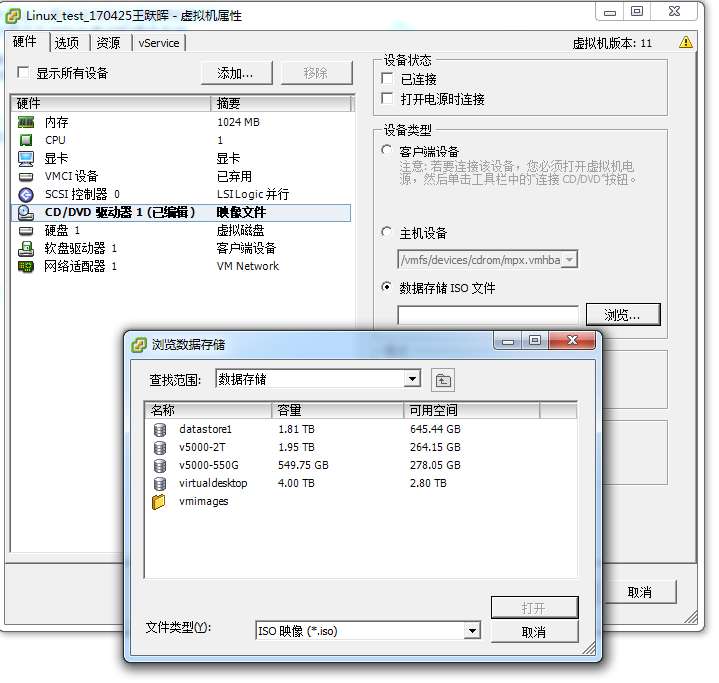 Linux_test_170425王跃晖 - 虚拟机属性
硬件 选项 资源 vService
虚拟机版本: 11
显示所有设备 添加... 移除
硬件 摘要
内存 1024 MB
CPU 1
显卡 显卡
VMCI 设备 已弃用
SCSI 控制器 0 LSI Logic 并行
CD/DVD 驱动器 1 (已编辑) 映像文件
硬盘 1 虚拟磁盘
软盘驱动器 1 客户端设备
网络适配器 1 VM Network
设备状态
已连接
打开电源时连接
设备类型
客户端设备
注意: 若要连接该设备，您必须打开虚拟机电
源，然后单击工具栏中的“连接 CD/DVD”按钮。
主机设备
/vmfs/devices/cdrom/mpx.vmhba
数据存储 ISO 文件
浏览...
取消
浏览数据存储
查找范围: 数据存储
名称 容量 可用空间
datastore1 1.81 TB 645.44 GB
v5000-2T 1.95 TB 264.15 GB
v5000-550G 549.75 GB 278.05 GB
virtualdesktop 4.00 TB 2.80 TB
vmimages
打开
文件类型(Y): ISO 映像 (*.iso)
取消